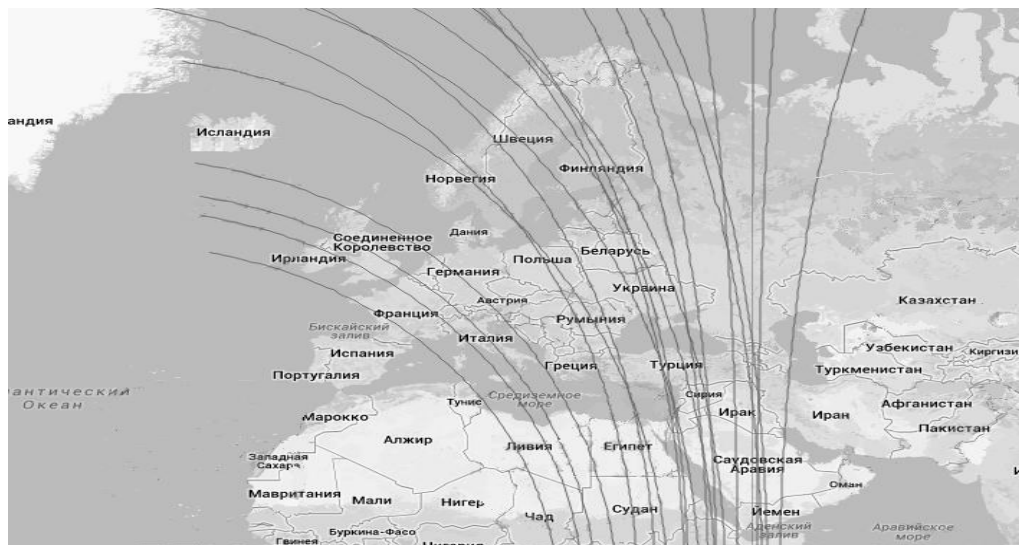 андия
Исландия
Швеция
Финляндия
Норвегия
Дания
Соединенное
Королевство
Ирландия
Беларусь
Польша
Германия
Украина
Австрия
Казахстан
Франция
Румыния
Бискайский
залив
Италия
Узбекистан
Киргизи
Испания
Греция
Турция
Туркменистан
Португалия
антический
Океан
Тунис
Средиземное
море
Сирия
Афганистан
Марокко
Ирак
Иран
Пакистан
Алжир
Ливия
Египет
Западная
Сахара
Саудовская
Аравия
Оман
И
Мавритания
Мали
Нигер
Чад
Судан
Йемен
Буркина-Фасо
Аденский
залив
Аравийское
море
Гвинея
Нигерия